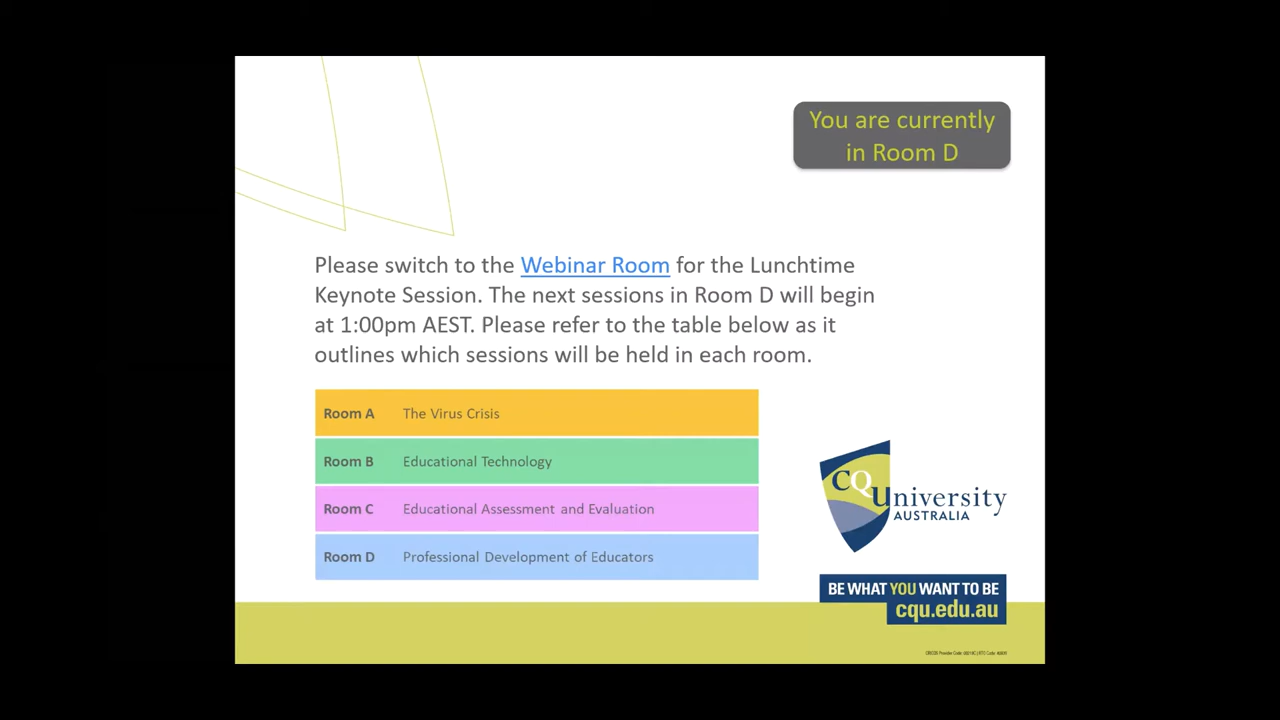 You are currently
in Room D
Please switch to the Webinar Room for the Lunchtime
Keynote Session. The next sessions in Room D will begin
at 1:00pm AEST. Please refer to the table below as it
outlines which sessions will be held in each room.
Room A The Virus Crisis
Room B Educational Technology
Room C Educational Assessment and Evaluation
Room D Professional Development of Educators
CQUniversity
AUSTRALIA
BE WHAT YOU WANT TO BE
cqu.edu.au